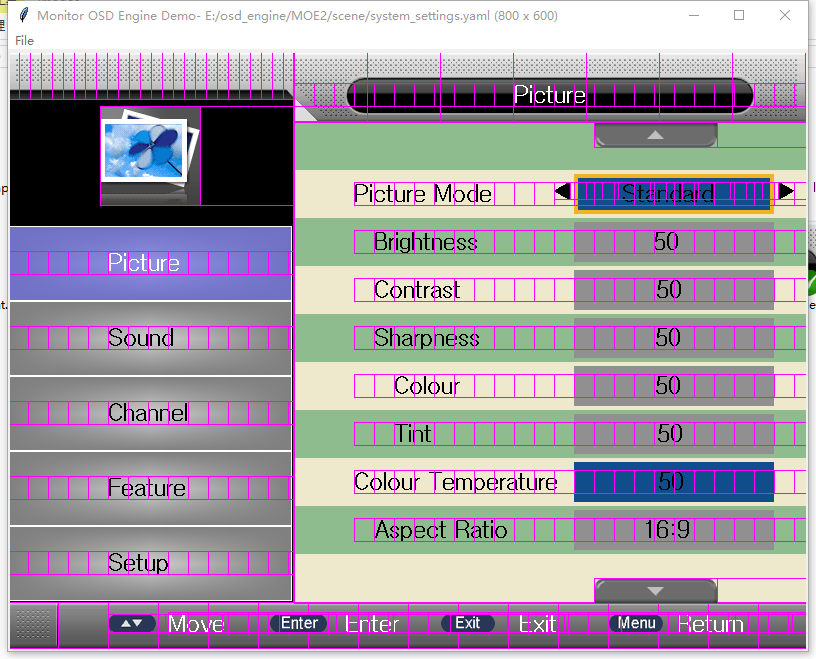 Monitor OSD Engine Demo- E:/osd_engine/MOE2/scene/system_settings.yaml (800 x 600)
File
Picture
Picture
Sound
Channel
Feature
Setup
Picture Mode Standard
Brightness 50
Contrast 50
Sharpness 50
Colour 50
Tint 50
Colour Temperature 50
Aspect Ratio 16:9
Move Enter Enter Exit Exit Menu Return